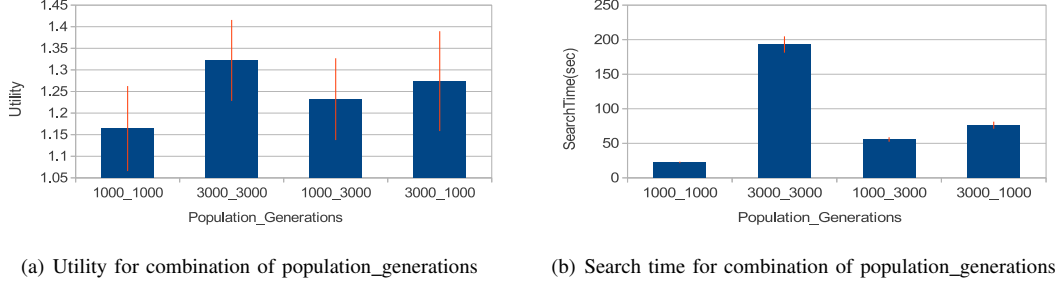 1.45
1.4
1.35
1.3
1.25
1.2
1.15
1.1
1.05
Utility
1000_1000 3000_3000 1000_3000 3000_1000
Population_Generations
(a) Utility for combination of population_generations
250
200
150
100
50
0
SearchTime(sec)
1000_1000 3000_3000 1000_3000 3000_1000
Population_Generations
(b) Search time for combination of population_generations